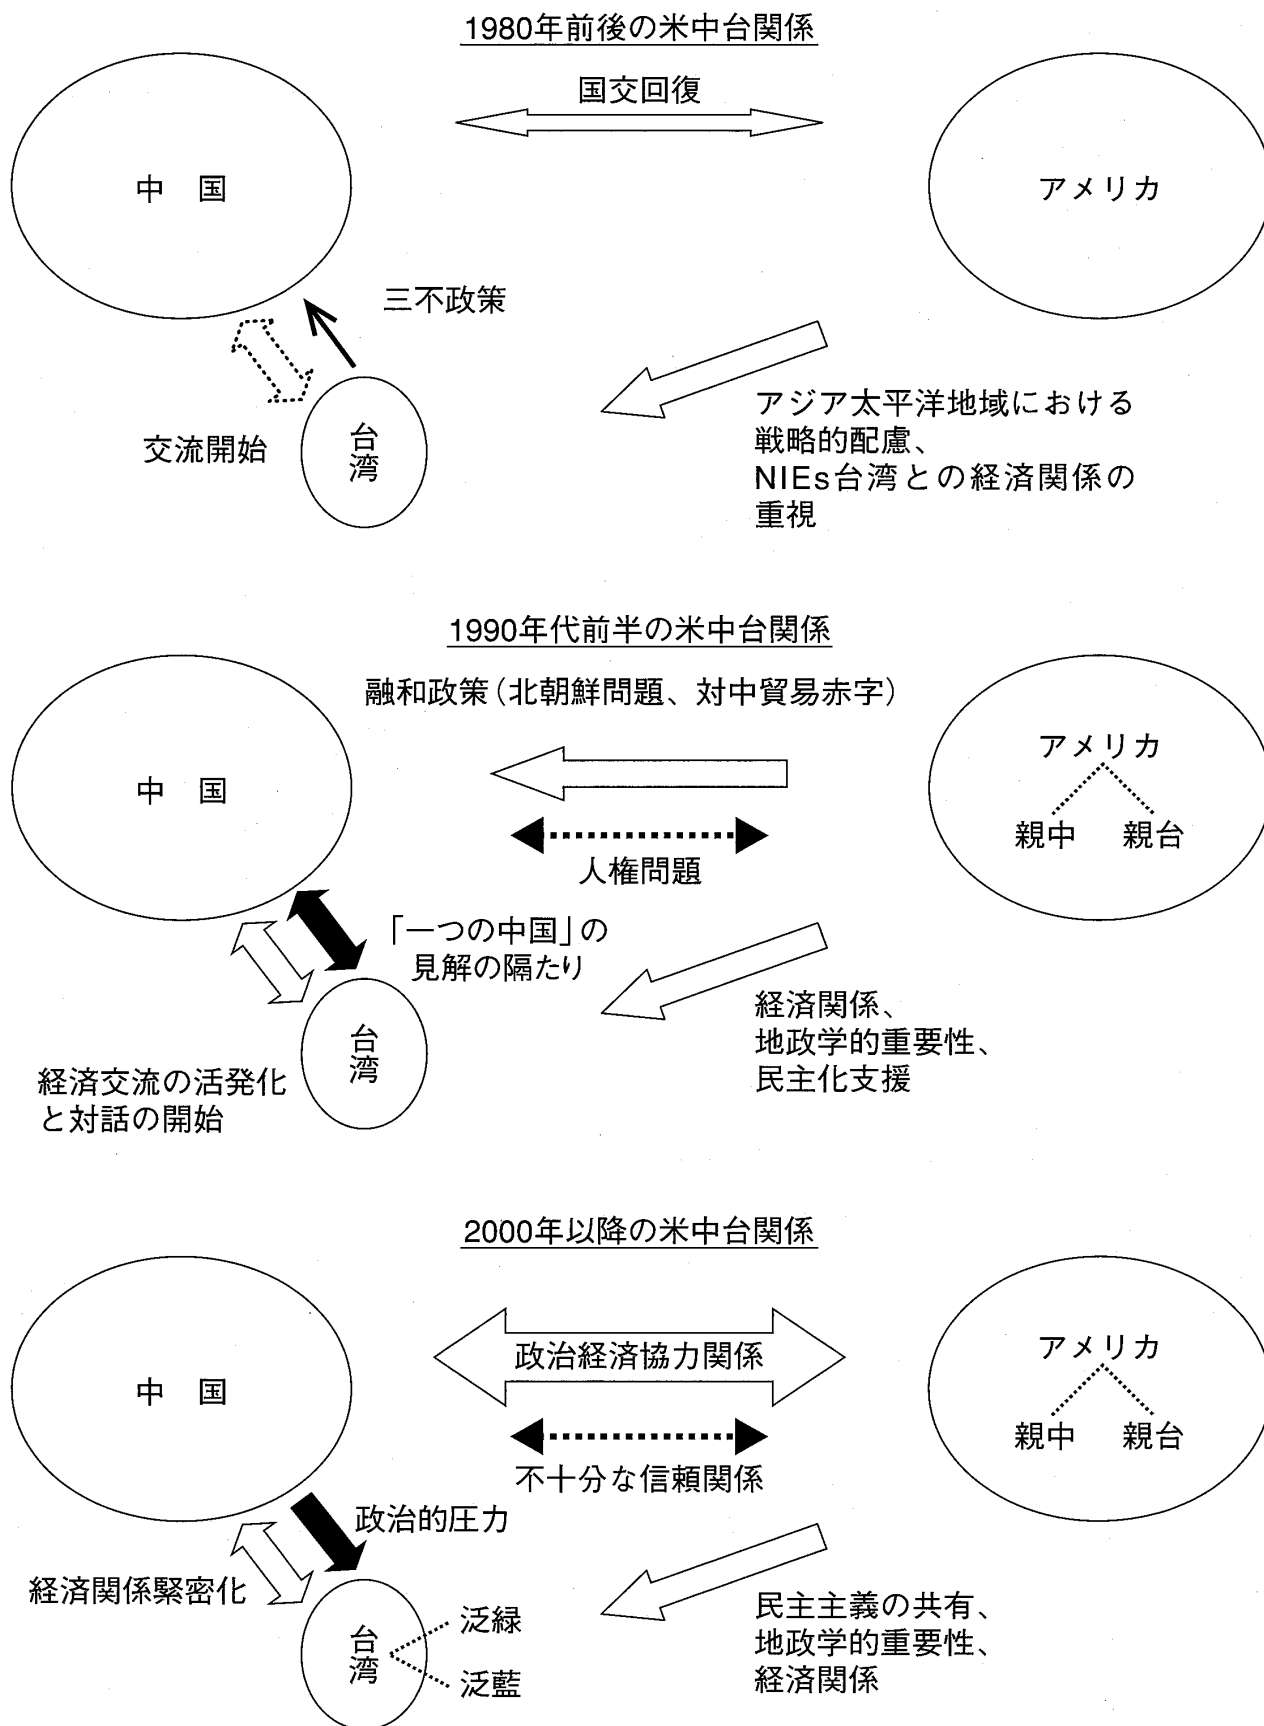 1980年前後の米中台関係
国交回復
中　国
アメリカ
三不政策
交流開始
台湾
アジア太平洋地域における
戦略的配慮、
NIEs台湾との経済関係の
重視
1990年代前半の米中台関係
融和政策（北朝鮮問題、対中貿易赤字）
中　国
アメリカ
親中　親台
人権問題
「一つの中国」の
見解の隔たり
台湾
経済交流の活発化
と対話の開始
経済関係、
地政学的重要性、
民主化支援
2000年以降の米中台関係
政治経済協力関係
中　国
アメリカ
親中　親台
不十分な信頼関係
政治的圧力
経済関係緊密化
台湾
泛緑
泛藍
民主主義の共有、
地政学的重要性、
経済関係